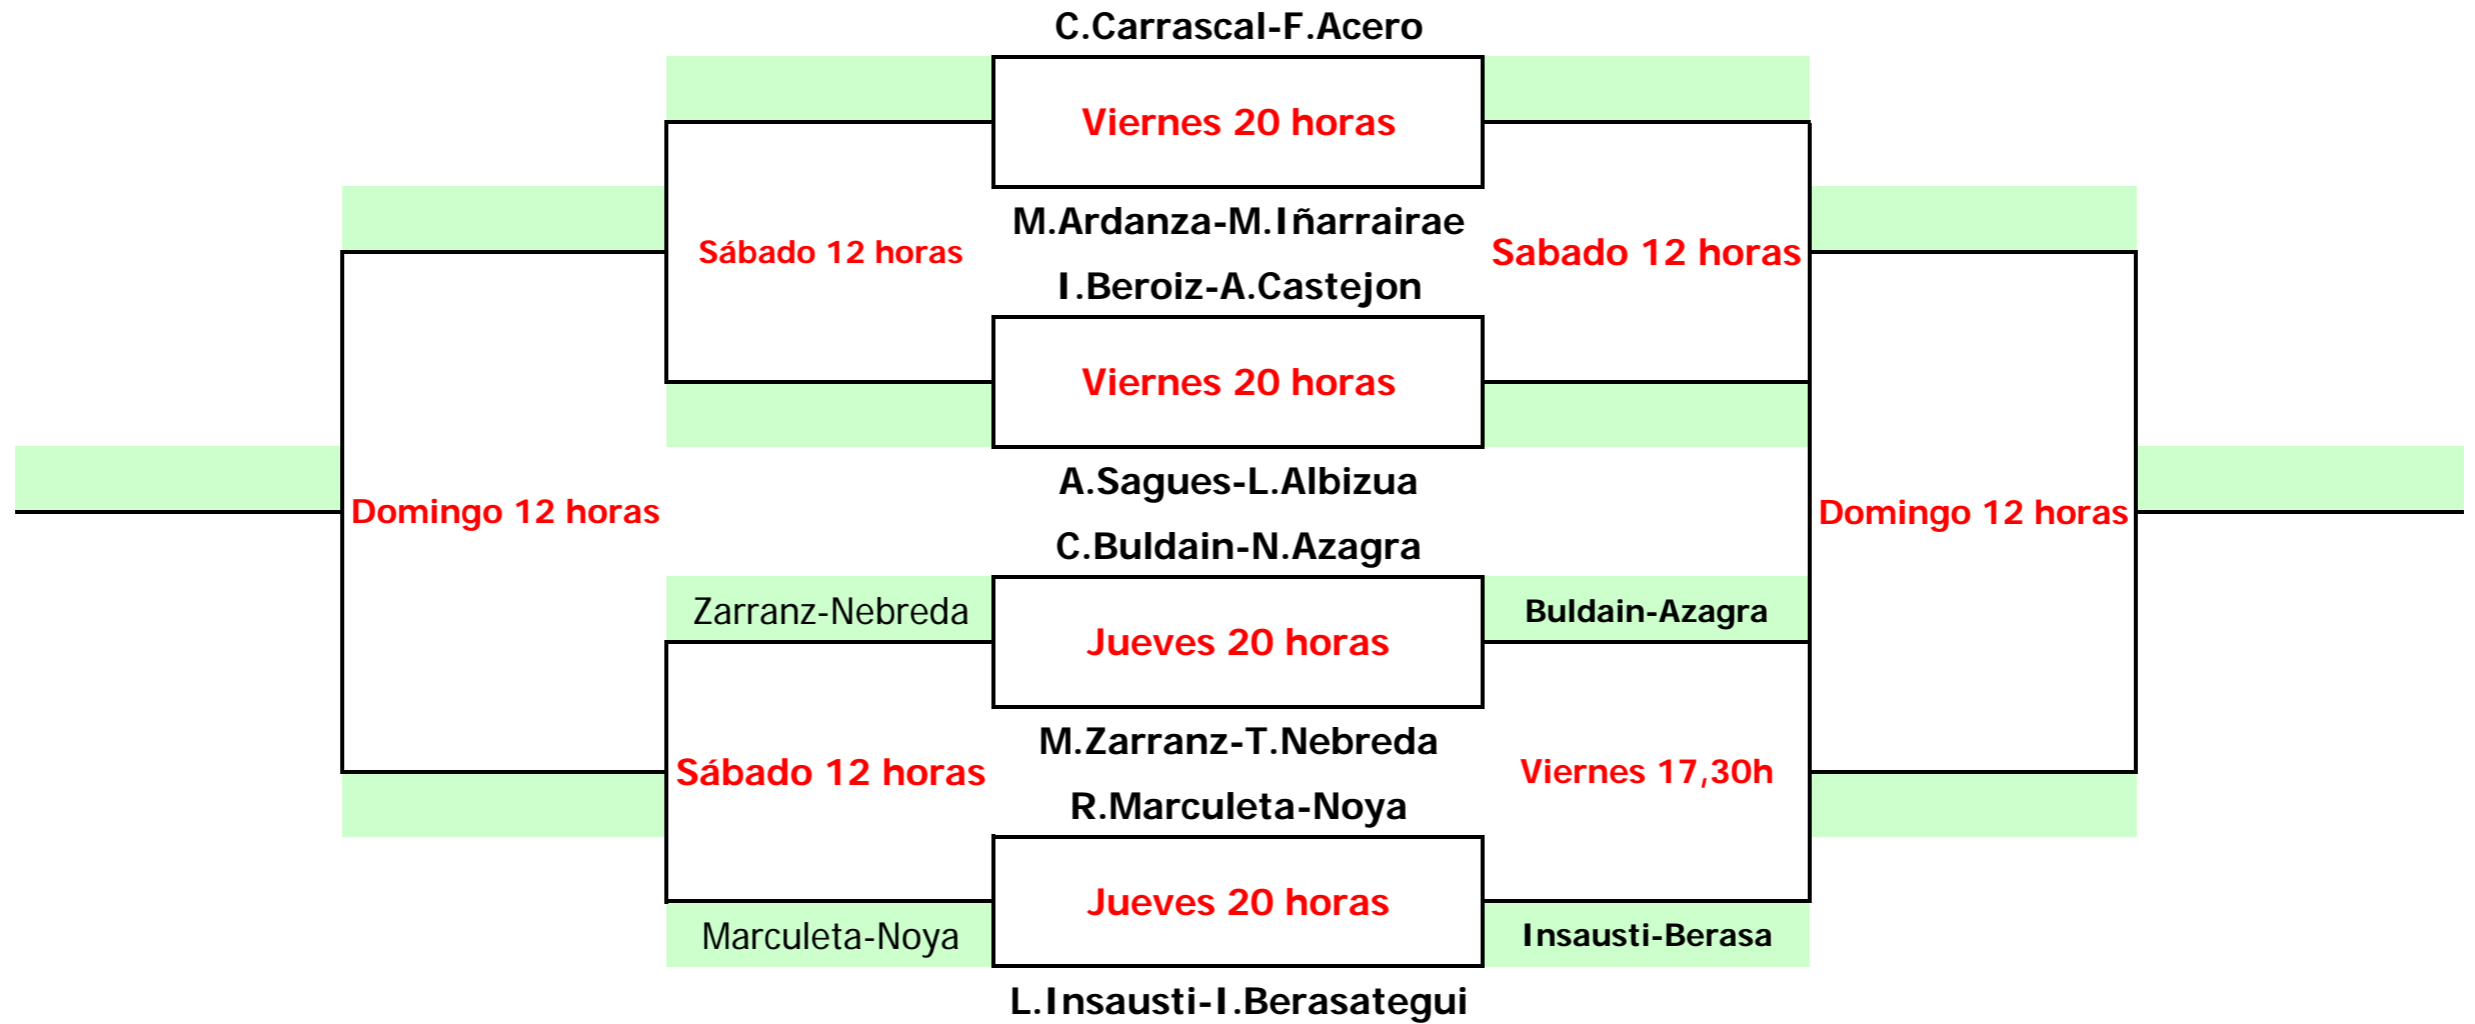 C.Carrascal-F.Acero
Viernes 20 horas
M.Ardanza-M.Iñarrairae
Sábado 12 horas
Sabado 12 horas
I.Beroiz-A.Castejon
Viernes 20 horas
A.Sagues-L.Albizua
Domingo 12 horas
Domingo 12 horas
C.Buldain-N.Azagra
Zarranz-Nebreda
Buldain-Azagra
Jueves 20 horas
M.Zarranz-T.Nebreda
Sábado 12 horas
Viernes 17,30h
R.Marculeta-Noya
Jueves 20 horas
Marculeta-Noya
Insausti-Berasa
L.Insausti-I.Berasategui